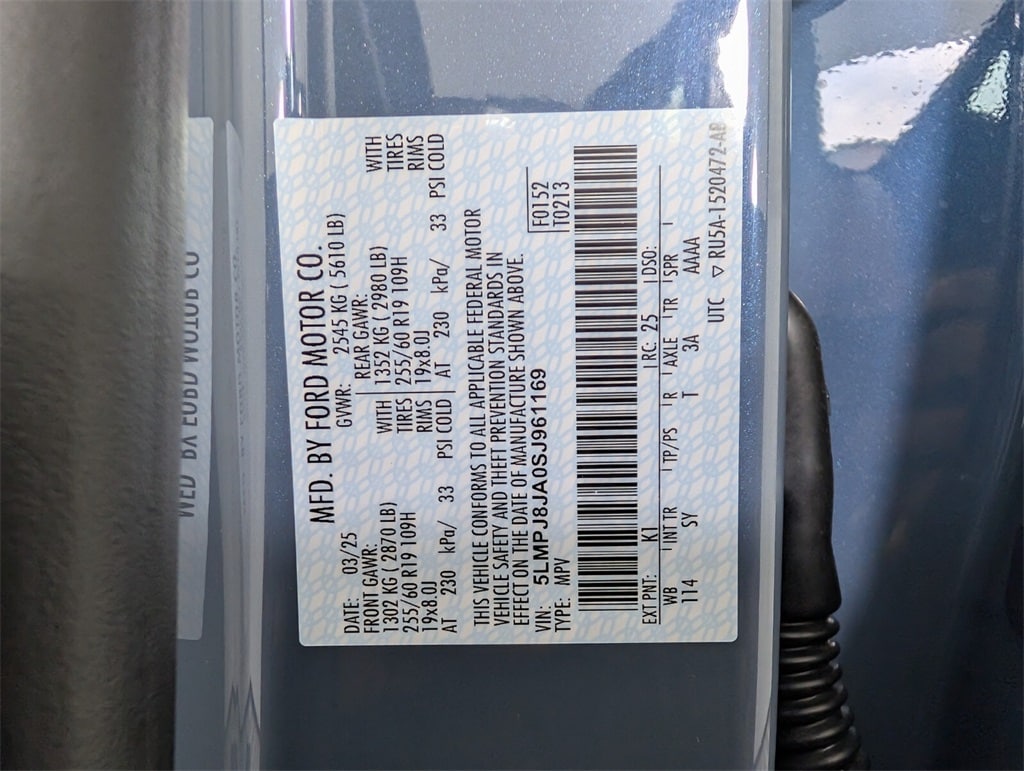 MFD. BY FORD MOTOR CO.
DATE: 03/25 GVWR: 2545 KG ( 5610 LB)
FRONT GAWR: REAR GAWR:
1302 KG ( 2870 LB) WITH 1352 KG ( 2980 LB) WITH
255/60 R19 109H TIRES 255/60 R19 109H TIRES
19x8.0J RIMS 19x8.0J RIMS
AT 230 kPa/ 33 PSI COLD AT 230 kPa/ 33 PSI COLD
THIS VEHICLE CONFORMS TO ALL APPLICABLE FEDERAL MOTOR
VEHICLE SAFETY AND THEFT PREVENTION STANDARDS IN
EFFECT ON THE DATE OF MANUFACTURE SHOWN ABOVE.
VIN: 5LMPJ8JA0SJ961169 F0152
TYPE: MPV T0213
EXT PNT: K1 RC: 25 DSO:
WB INT TR TP/PS R AXLE TR SPR
114 SY T 3A AAAA
UTC ▽ RU5A-1520472-AB